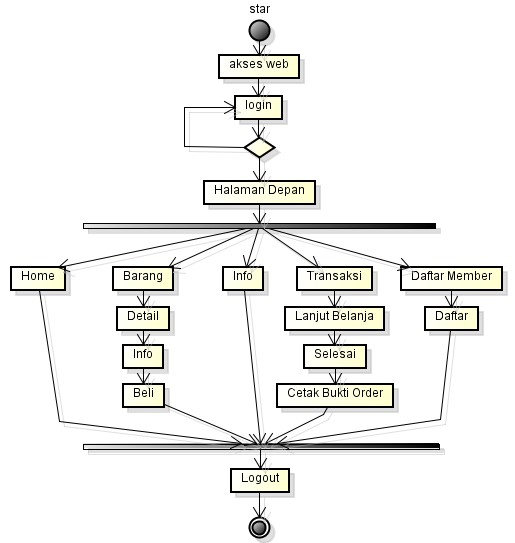 star
akses web
login
Halaman Depan
Home
Barang
Info
Transaksi
Daftar Member
Detail
Lanjut Belanja
Daftar
Info
Selesai
Beli
Cetak Bukti Order
Logout